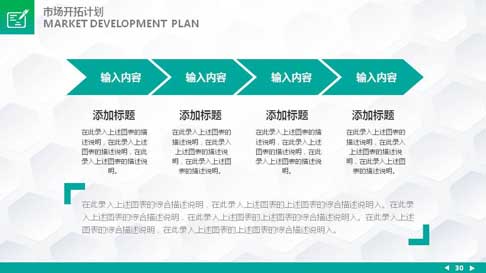 市场开拓计划
MARKET DEVELOPMENT PLAN
输入内容 输入内容 输入内容 输入内容
添加标题 添加标题 添加标题 添加标题
在此录入上述图表的描
述说明，在此录入上述
图表的描述说明，在此
录入上述图表的描述说
明。
在此录入上述图表的
描述说明，在此录入
上述图表的描述说
明，在此录入上述图
表的描述说明。
在此录入上述图表的
描述说明，在此录入
上述图表的描述说
明，在此录入上述图
表的描述说明。
在此录入上述图表的
描述说明，在此录入
上述图表的描述说
明，在此录入上述图
表的描述说明。
在此录入上述图表的综合描述说明，在此录入上述图表的上述图表的综合描述说明入。在此录
入上述图表的综合描述说明，在此录入上述图表的上述图表的综合描述说明入。在此录入上述
图表的综合描述说明，在此录入上述图表的上述图表的综合描述说明入。
30